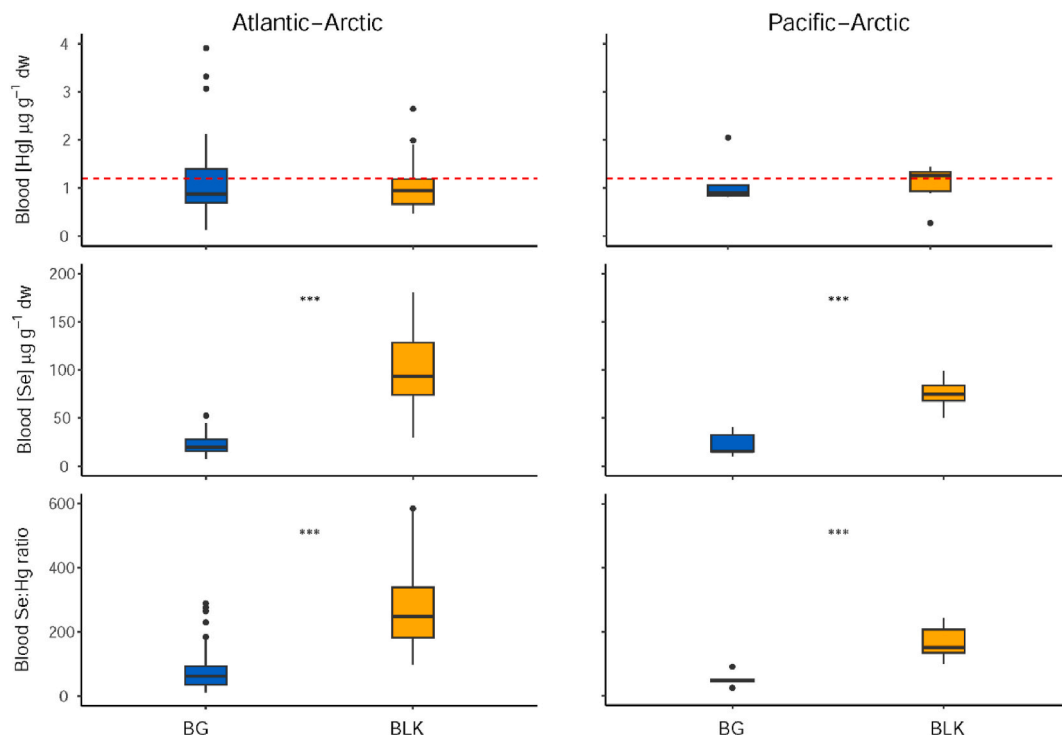 Atlantic–Arctic
Pacific–Arctic
Blood [Hg] μg g⁻¹ dw
4
3
2
1
0
Blood [Se] μg g⁻¹ dw
200
150
100
50
0
***
***
Blood Se:Hg ratio
600
400
200
0
***
***
BG
BLK
BG
BLK